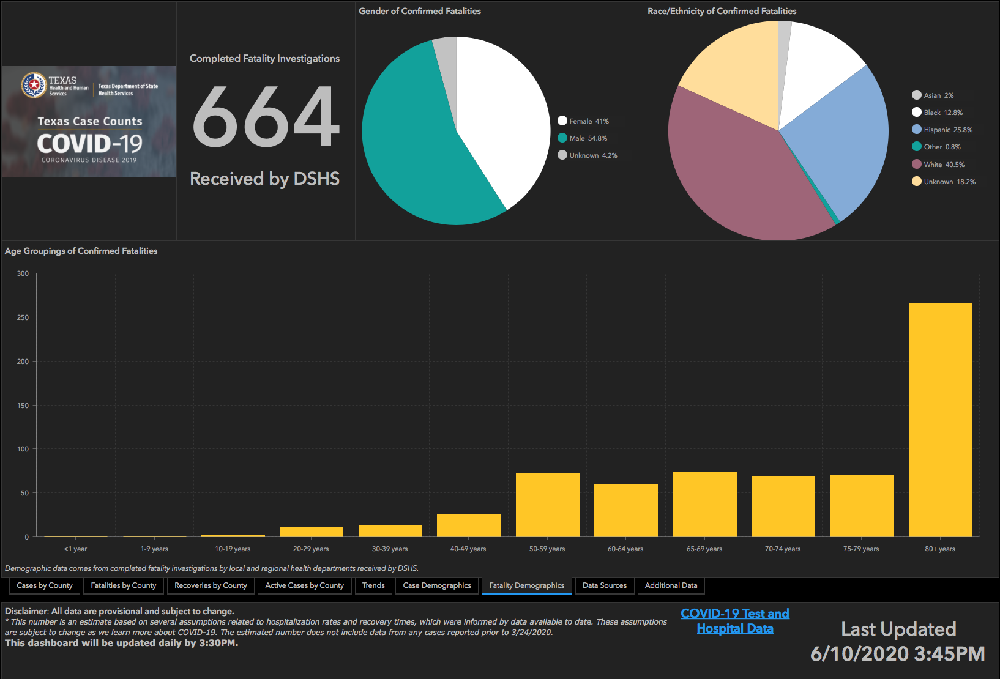 TEXAS
Health and Human
Services
Texas Department of State
Health Services
Texas Case Counts
COVID-19
CORONAVIRUS DISEASE 2019
Completed Fatality Investigations
664
Received by DSHS
Gender of Confirmed Fatalities
Female 41%
Male 54.8%
Unknown 4.2%
Race/Ethnicity of Confirmed Fatalities
Asian 2%
Black 12.8%
Hispanic 25.8%
Other 0.8%
White 40.5%
Unknown 18.2%
Age Groupings of Confirmed Fatalities
300
250
200
150
100
50
0
<1 year 1-9 years 10-19 years 20-29 years 30-39 years 40-49 years 50-59 years 60-64 years 65-69 years 70-74 years 75-79 years 80+ years
Demographic data comes from completed fatality investigations by local and regional health departments received by DSHS.
Cases by County Fatalities by County Recoveries by County Active Cases by County Trends Case Demographics Fatality Demographics Data Sources Additional Data
Disclaimer: All data are provisional and subject to change.
* This number is an estimate based on several assumptions related to hospitalization rates and recovery times, which were informed by data available to date. These assumptions
are subject to change as we learn more about COVID-19. The estimated number does not include data from any cases reported prior to 3/24/2020.
This dashboard will be updated daily by 3:30PM.
COVID-19 Test and
Hospital Data
Last Updated
6/10/2020 3:45PM